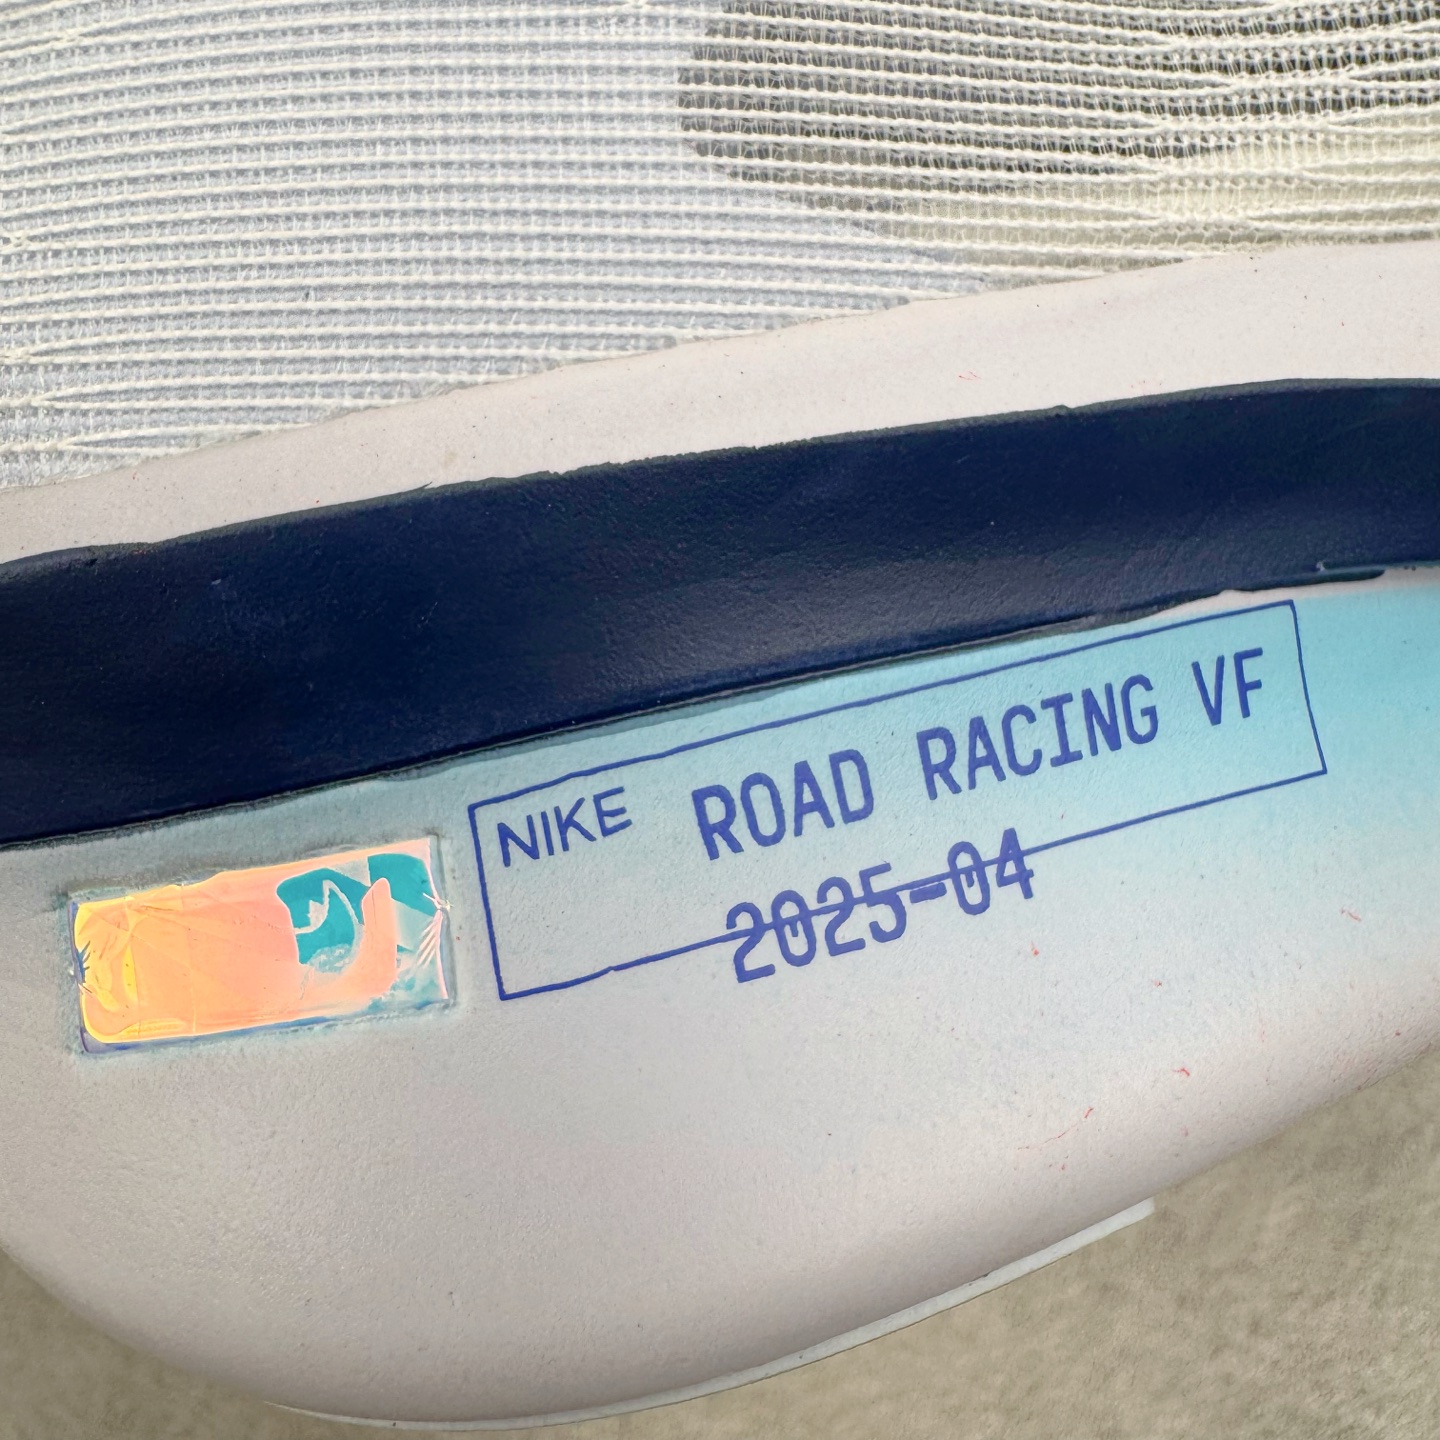 NIKE ROAD RACING VF
2025-04